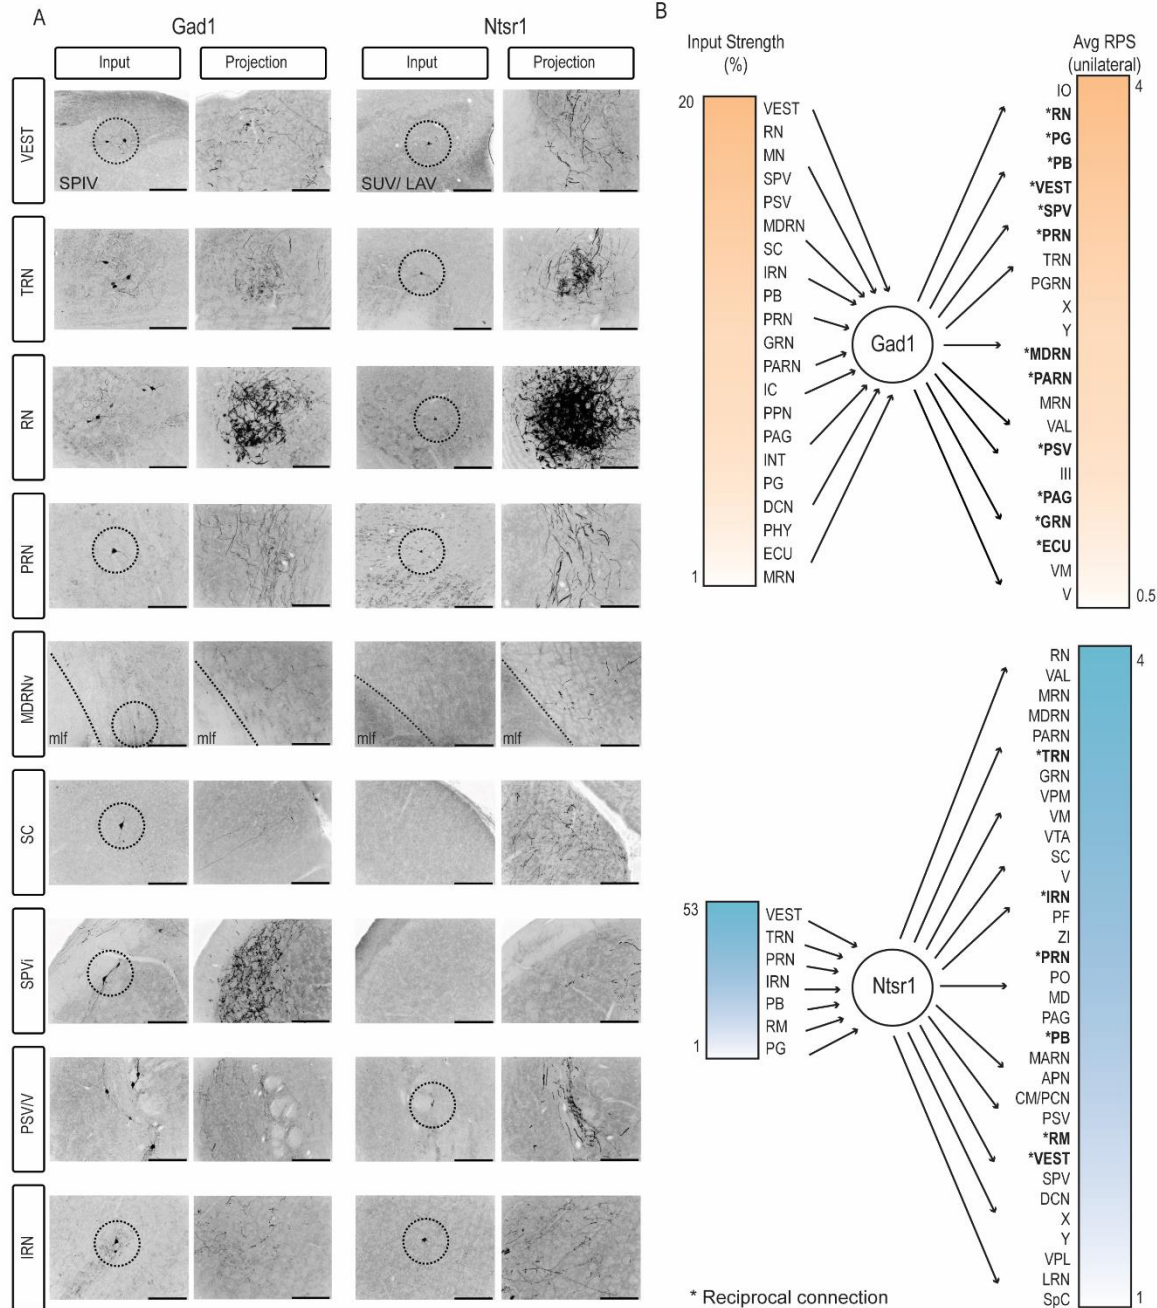 A
Gad1
Ntsr1
Input
Projection
Input
Projection
VEST
SPIV
SUV/ LAV
TRN
RN
PRN
MDRNv
mlf
mlf
mlf
mlf
SC
SPVi
PSV/V
IRN
B
Input Strength
(%)
20
1
VEST
RN
MN
SPV
PSV
MDRN
SC
IRN
PB
PRN
GRN
PARN
IC
PPN
PAG
INT
PG
DCN
PHY
ECU
MRN
Gad1
Avg RPS
(unilateral)
IO
*RN
*PG
*PB
*VEST
*SPV
*PRN
TRN
PGRN
X
Y
*MDRN
*PARN
MRN
VAL
*PSV
III
*PAG
*GRN
*ECU
VM
V
4
0.5
53
1
VEST
TRN
PRN
IRN
PB
RM
PG
Ntsr1
RN
VAL
MRN
MDRN
PARN
*TRN
GRN
VPM
VM
VTA
SC
V
*IRN
PF
ZI
*PRN
PO
MD
PAG
*PB
MARN
APN
CM/PCN
PSV
*RM
*VEST
SPV
DCN
X
Y
VPL
LRN
SpC
4
1
* Reciprocal connection